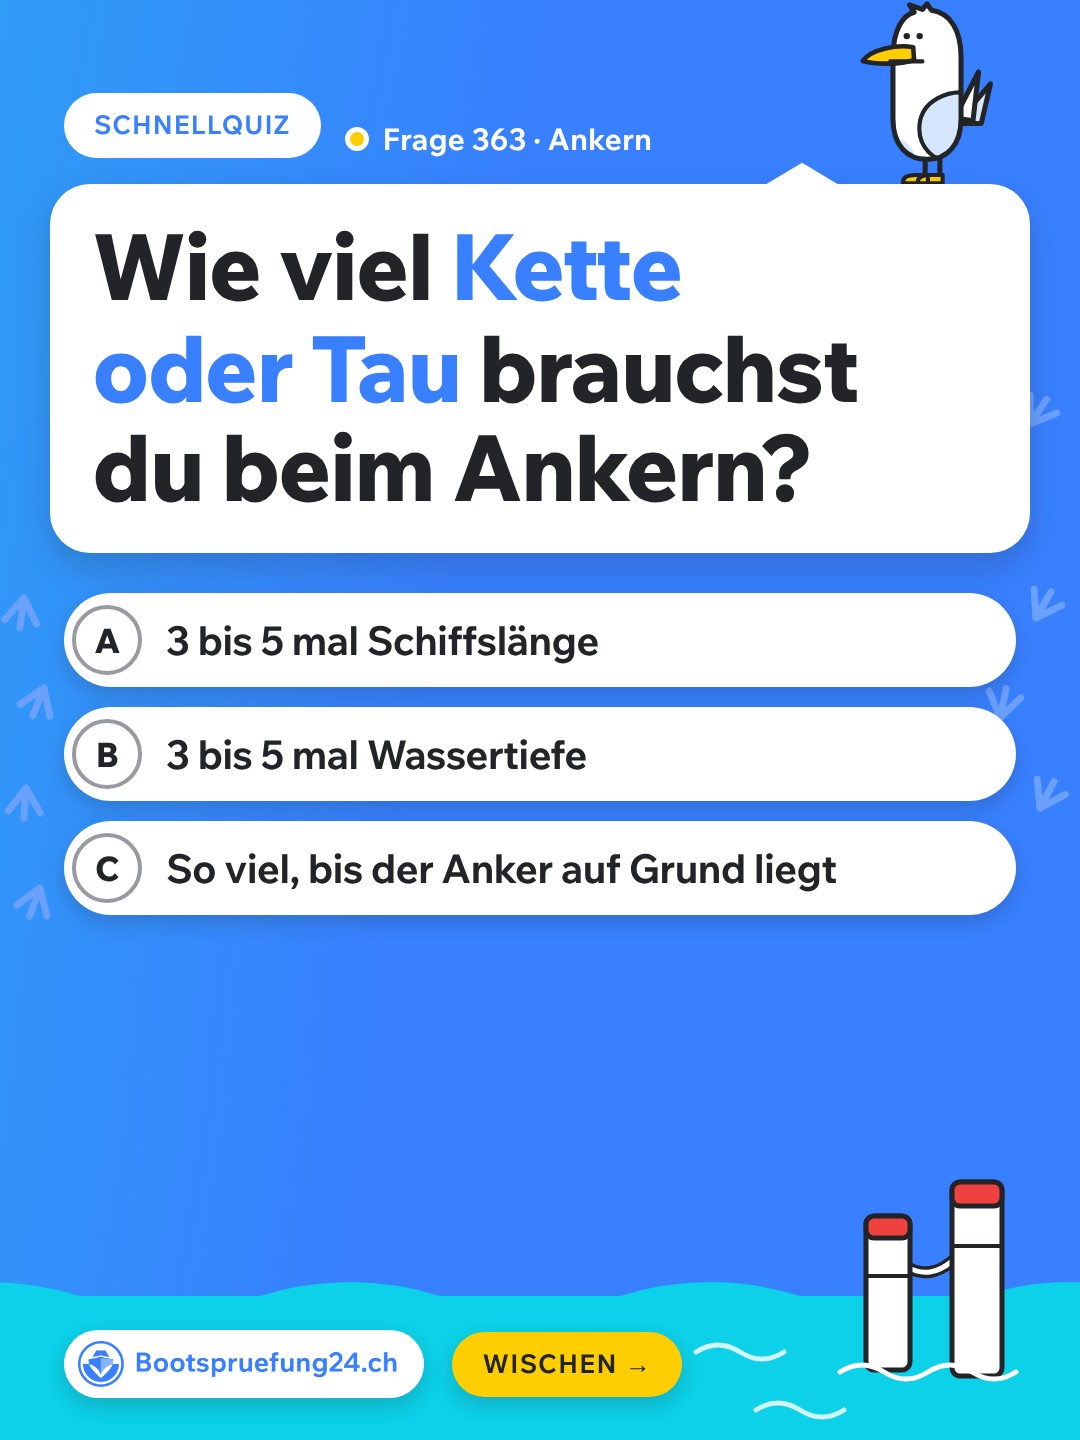 SCHNELLQUIZ
Frage 363 · Ankern
Wie viel Kette
oder Tau brauchst
du beim Ankern?
A 3 bis 5 mal Schiffslänge
B 3 bis 5 mal Wassertiefe
C So viel, bis der Anker auf Grund liegt
Bootspruefung24.ch
WISCHEN →